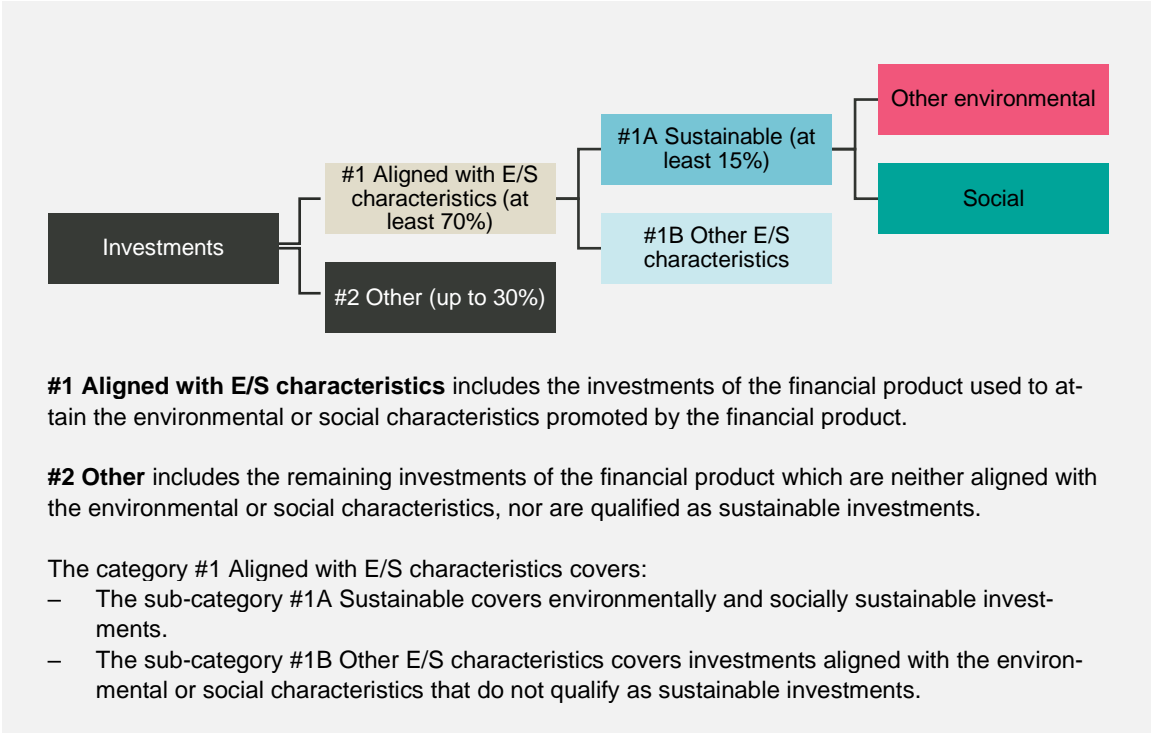 Other environmental
#1A Sustainable (at
least 15%)
#1 Aligned with E/S
characteristics (at
least 70%)
Social
Investments
#1B Other E/S
characteristics
#2 Other (up to 30%)
#1 Aligned with E/S characteristics includes the investments of the financial product used to at-
tain the environmental or social characteristics promoted by the financial product.
#2 Other includes the remaining investments of the financial product which are neither aligned with
the environmental or social characteristics, nor are qualified as sustainable investments.
The category #1 Aligned with E/S characteristics covers:
– The sub-category #1A Sustainable covers environmentally and socially sustainable invest-
ments.
– The sub-category #1B Other E/S characteristics covers investments aligned with the environ-
mental or social characteristics that do not qualify as sustainable investments.